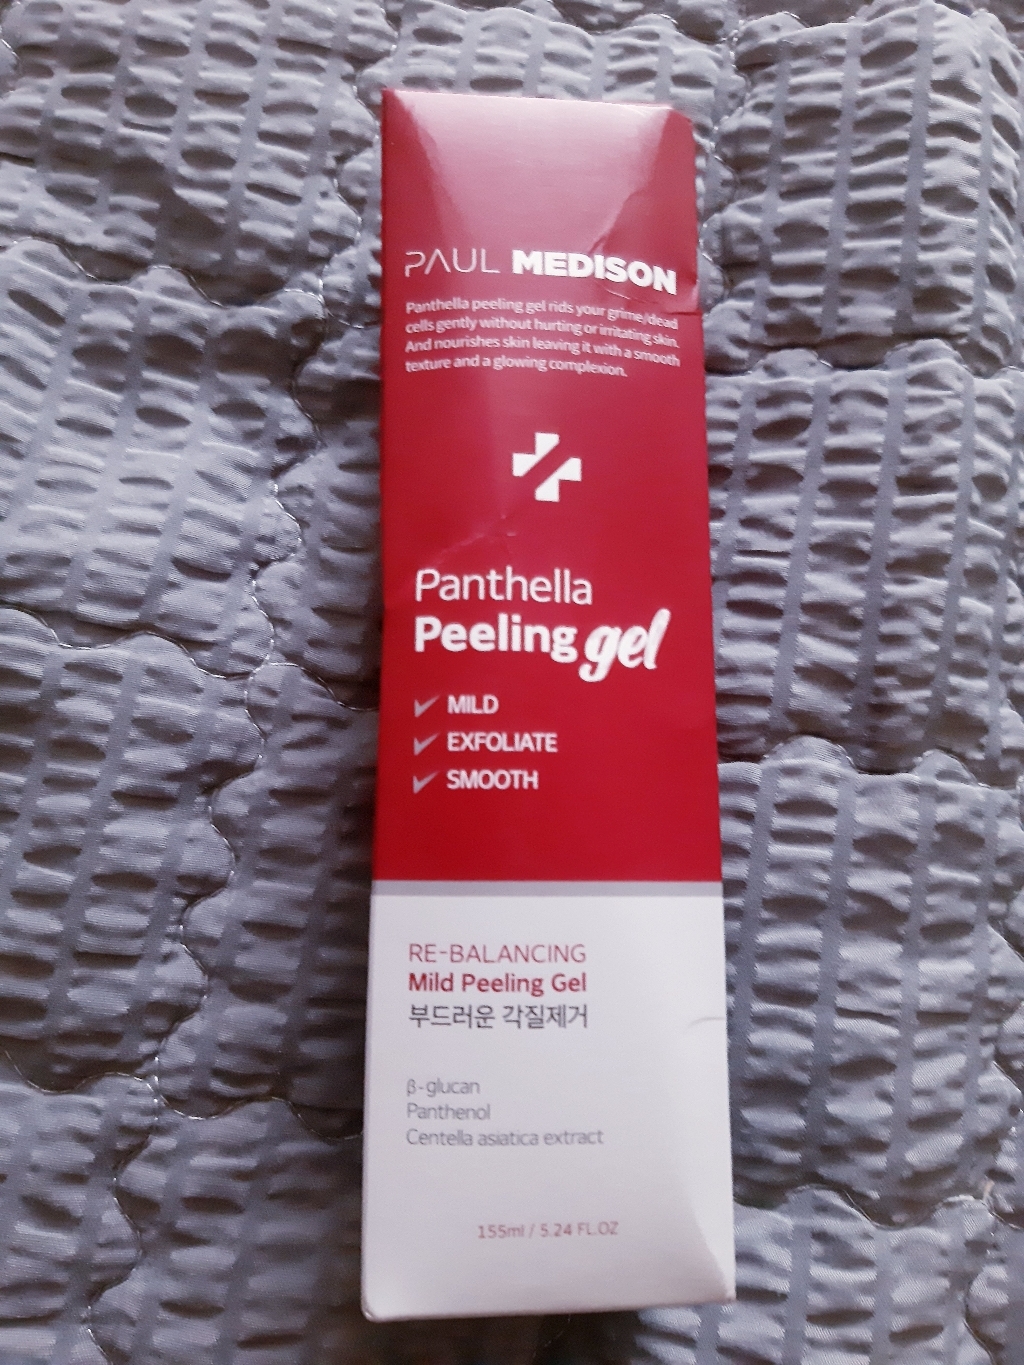 PAUL MEDISON
Panthella peeling gel rids your grime/dead
cells gently without hurting or irritating skin.
And nourishes skin leaving it with a smooth
texture and a glowing complexion.
Panthella
Peeling gel
MILD
EXFOLIATE
SMOOTH
RE-BALANCING
Mild Peeling Gel
부드러운 각질제거
β-glucan
Panthenol
Centella asiatica extract
155ml / 5.24 FL.OZ